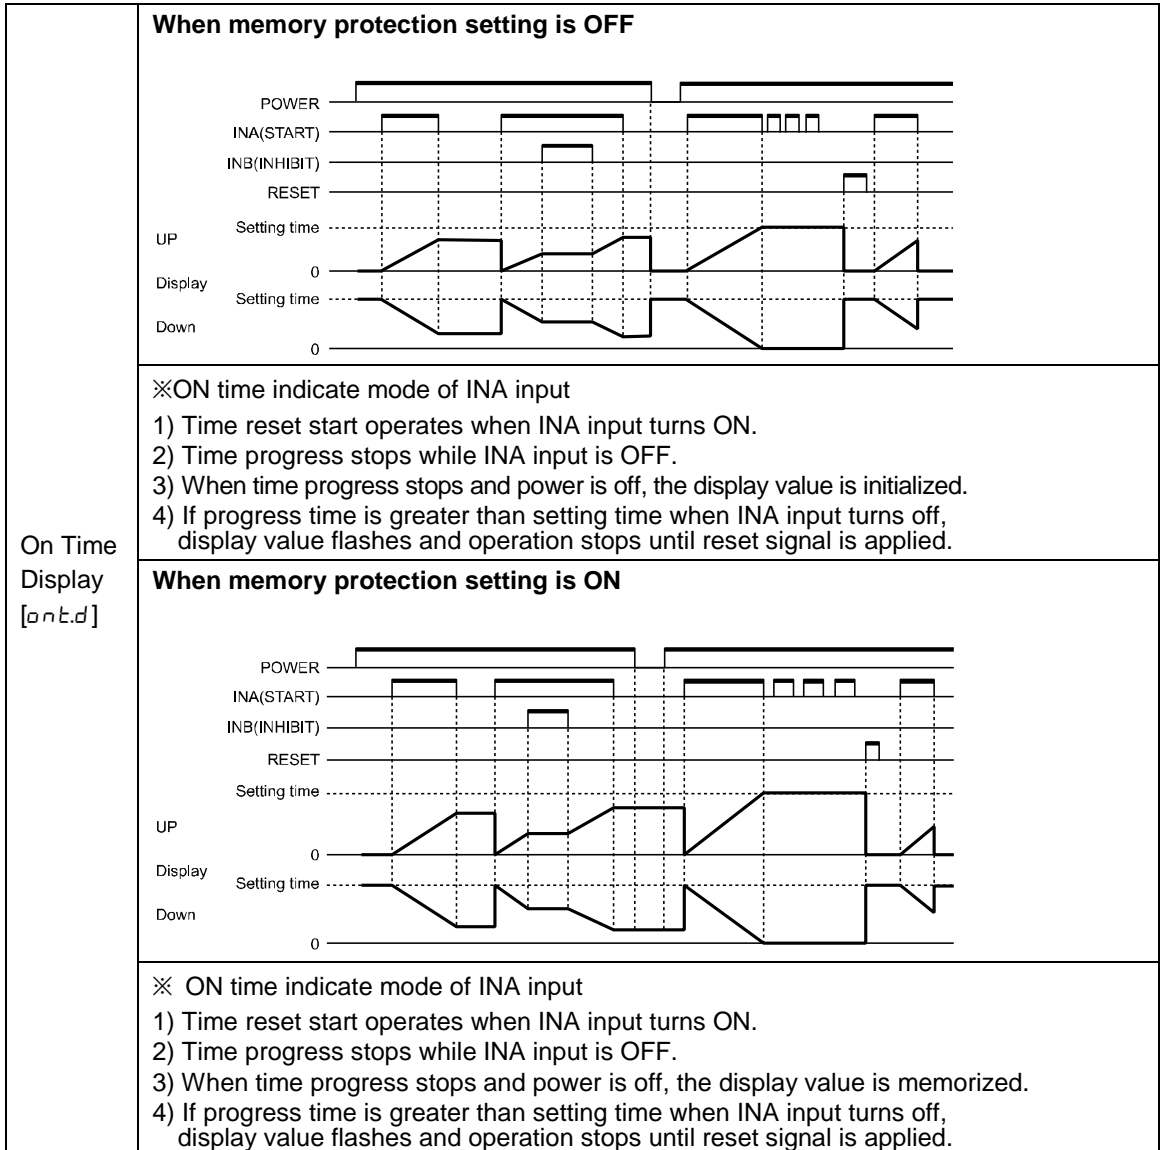 When memory protection setting is OFF
POWER
INA(START)
INB(INHIBIT)
RESET
Setting time
UP
0
Display
Setting time
Down
0
※ON time indicate mode of INA input
1) Time reset start operates when INA input turns ON.
2) Time progress stops while INA input is OFF.
3) When time progress stops and power is off, the display value is initialized.
4) If progress time is greater than setting time when INA input turns off,
display value flashes and operation stops until reset signal is applied.
On Time
Display
[ont.d]
When memory protection setting is ON
POWER
INA(START)
INB(INHIBIT)
RESET
Setting time
UP
0
Display
Setting time
Down
0
※ ON time indicate mode of INA input
1) Time reset start operates when INA input turns ON.
2) Time progress stops while INA input is OFF.
3) When time progress stops and power is off, the display value is memorized.
4) If progress time is greater than setting time when INA input turns off,
display value flashes and operation stops until reset signal is applied.